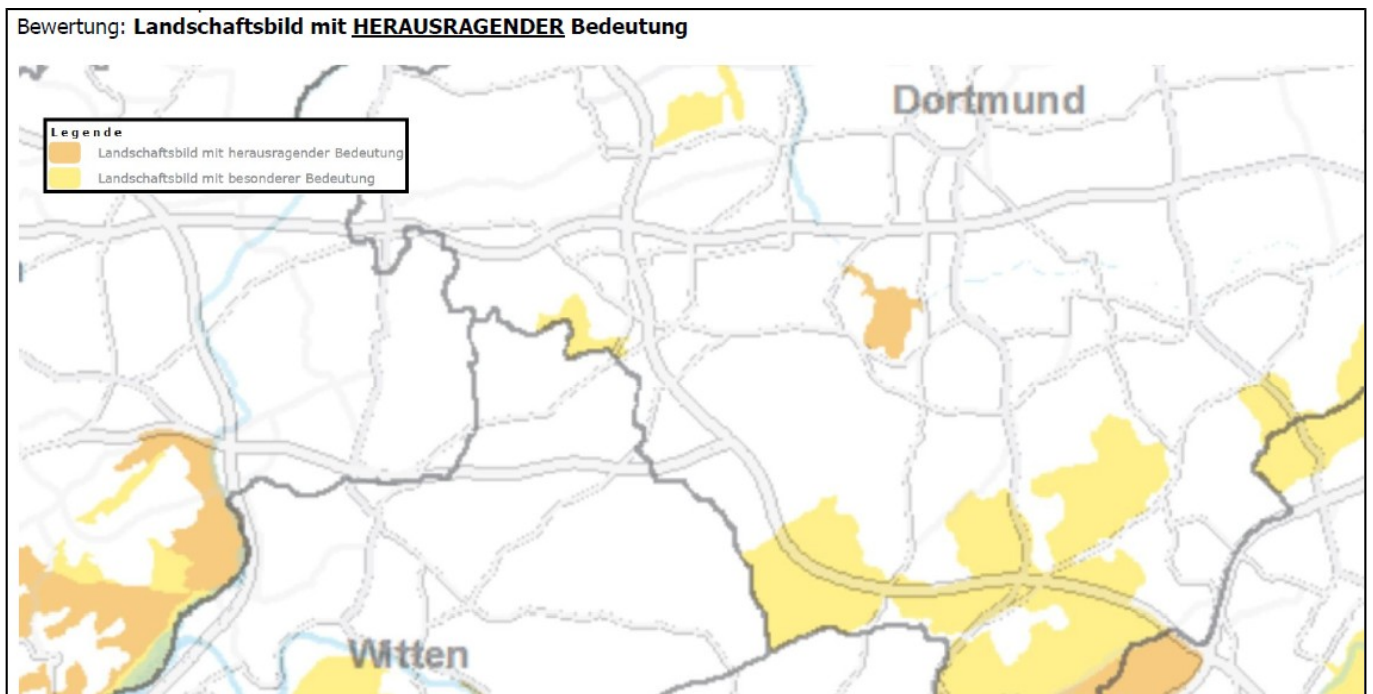 Bewertung: Landschaftsbild mit HERAUSRAGENDER Bedeutung
Dortmund
Legende
Landschaftsbild mit herausragender Bedeutung
Landschaftsbild mit besonderer Bedeutung
Witten